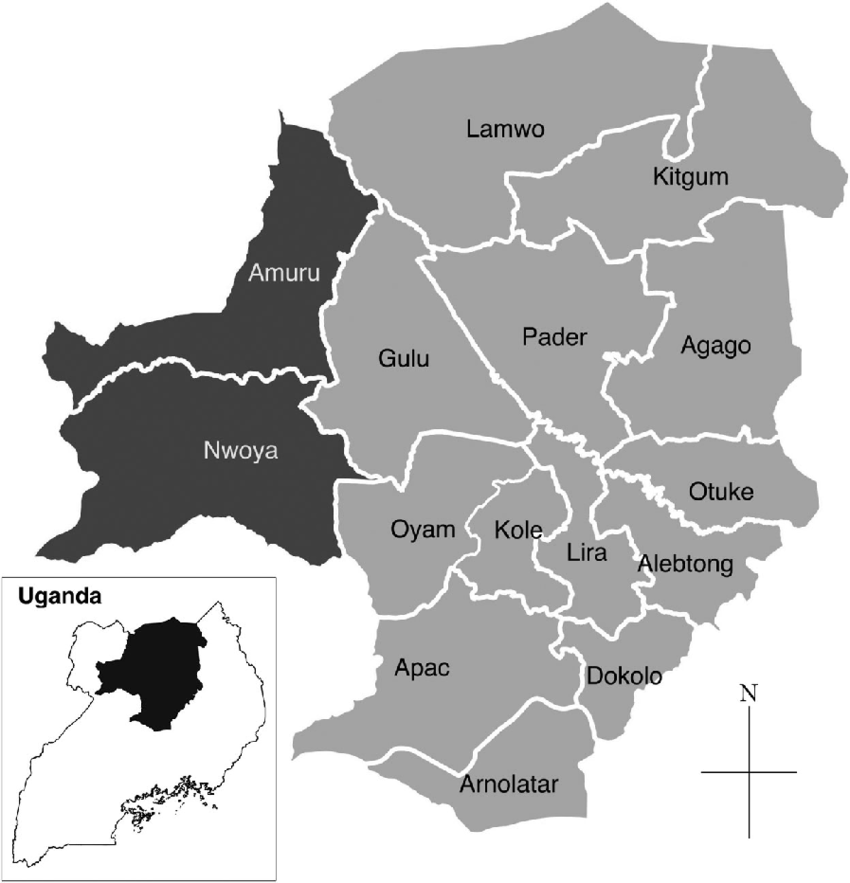 Lamwo
Kitgum
Amuru
Pader
Agago
Gulu
Nwoya
Otuke
Oyam
Kole
Lira
Alebtong
Apac
Dokolo
Arnolatar
Uganda
N